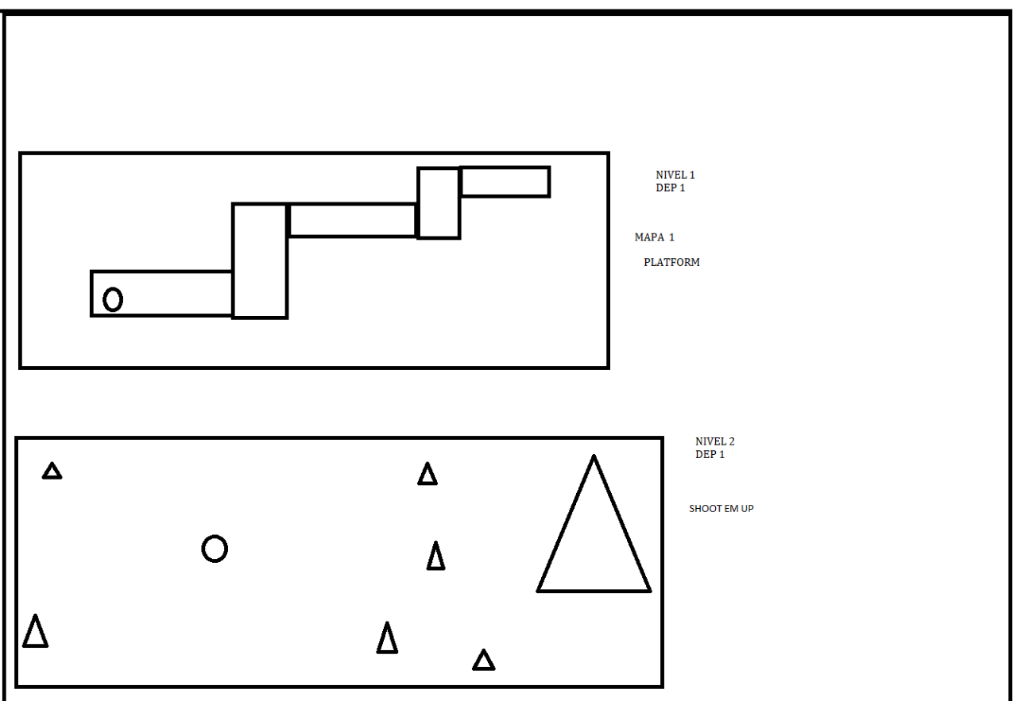 NIVEL 1
DEP 1
MAPA 1
PLATFORM
NIVEL 2
DEP 1
SHOOT EM UP